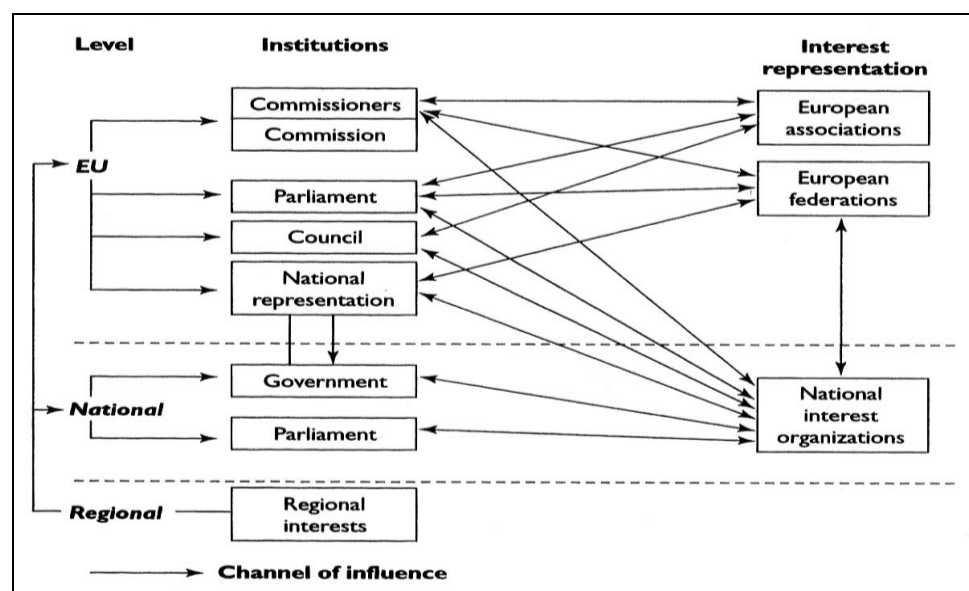 Level
Institutions
Interest
representation
Commissioners
Commission
European
associations
EU
Parliament
European
federations
Council
National
representation
National
Government
Parliament
National
interest
organizations
Regional
Regional
interests
Channel of influence